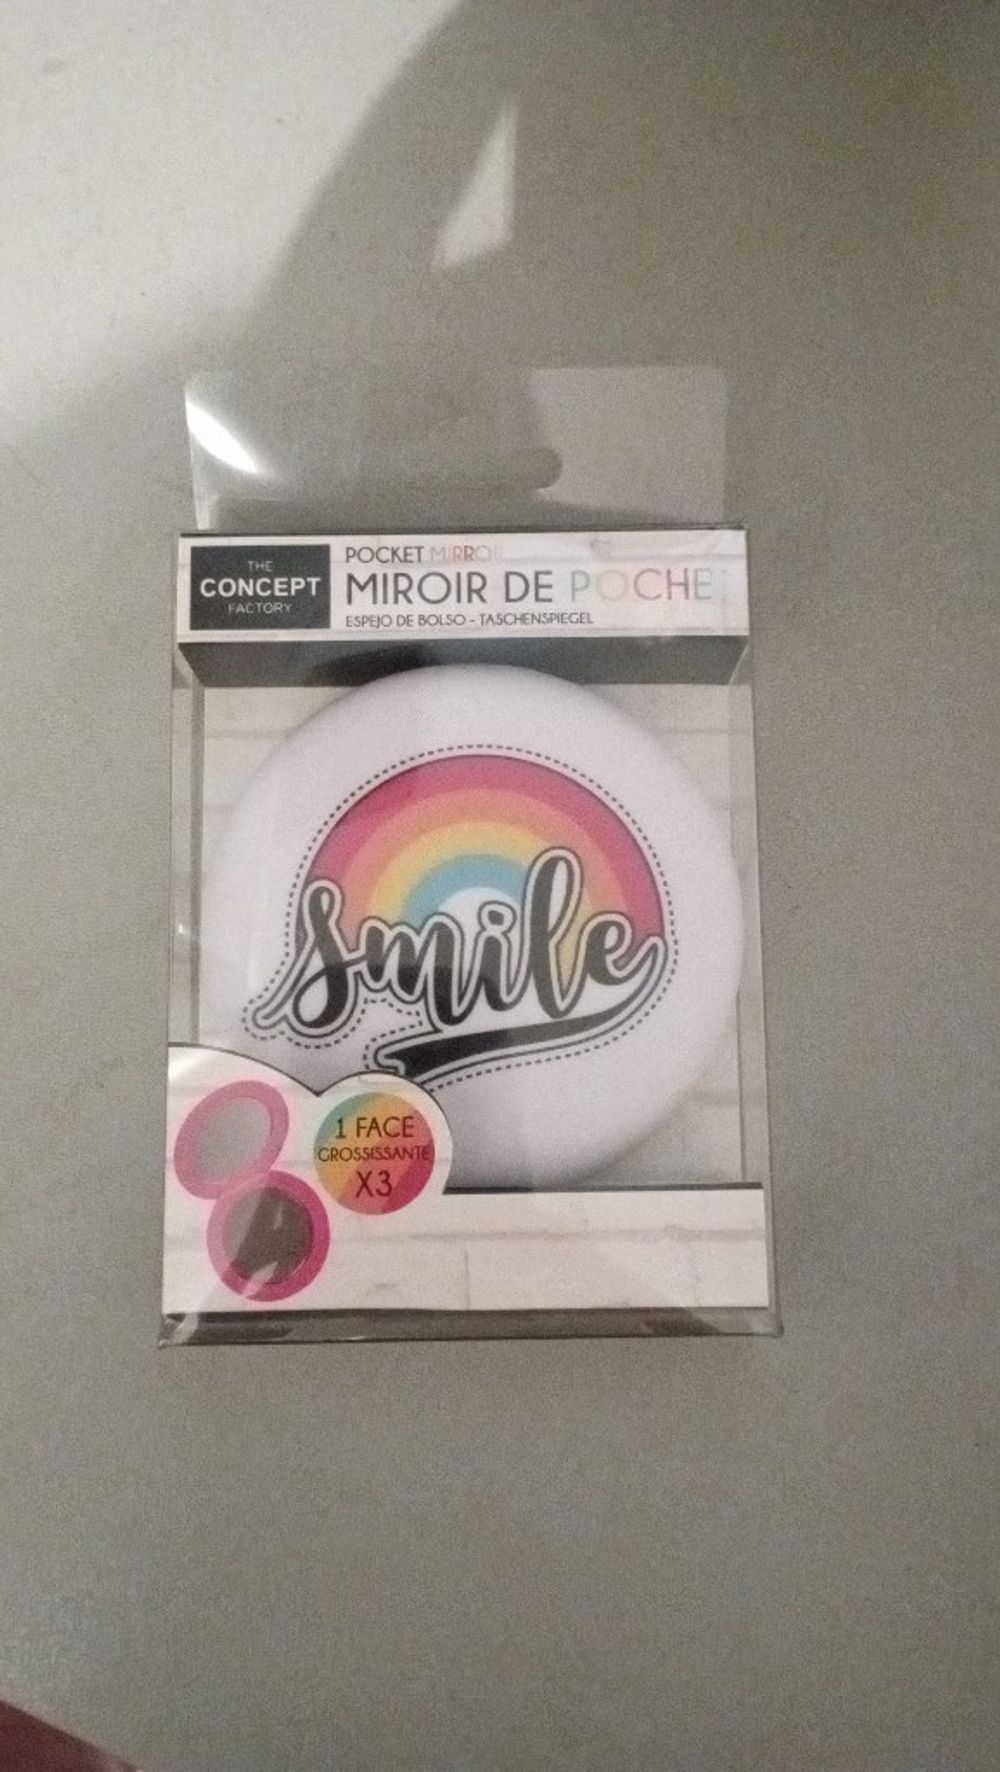 THE
CONCEPT
FACTORY
POCKET MIRROR
MIROIR DE POCHE
ESPEJO DE BOLSO - TASCHENSPIEGEL
smile
1 FACE
GROSSISSANTE
X3